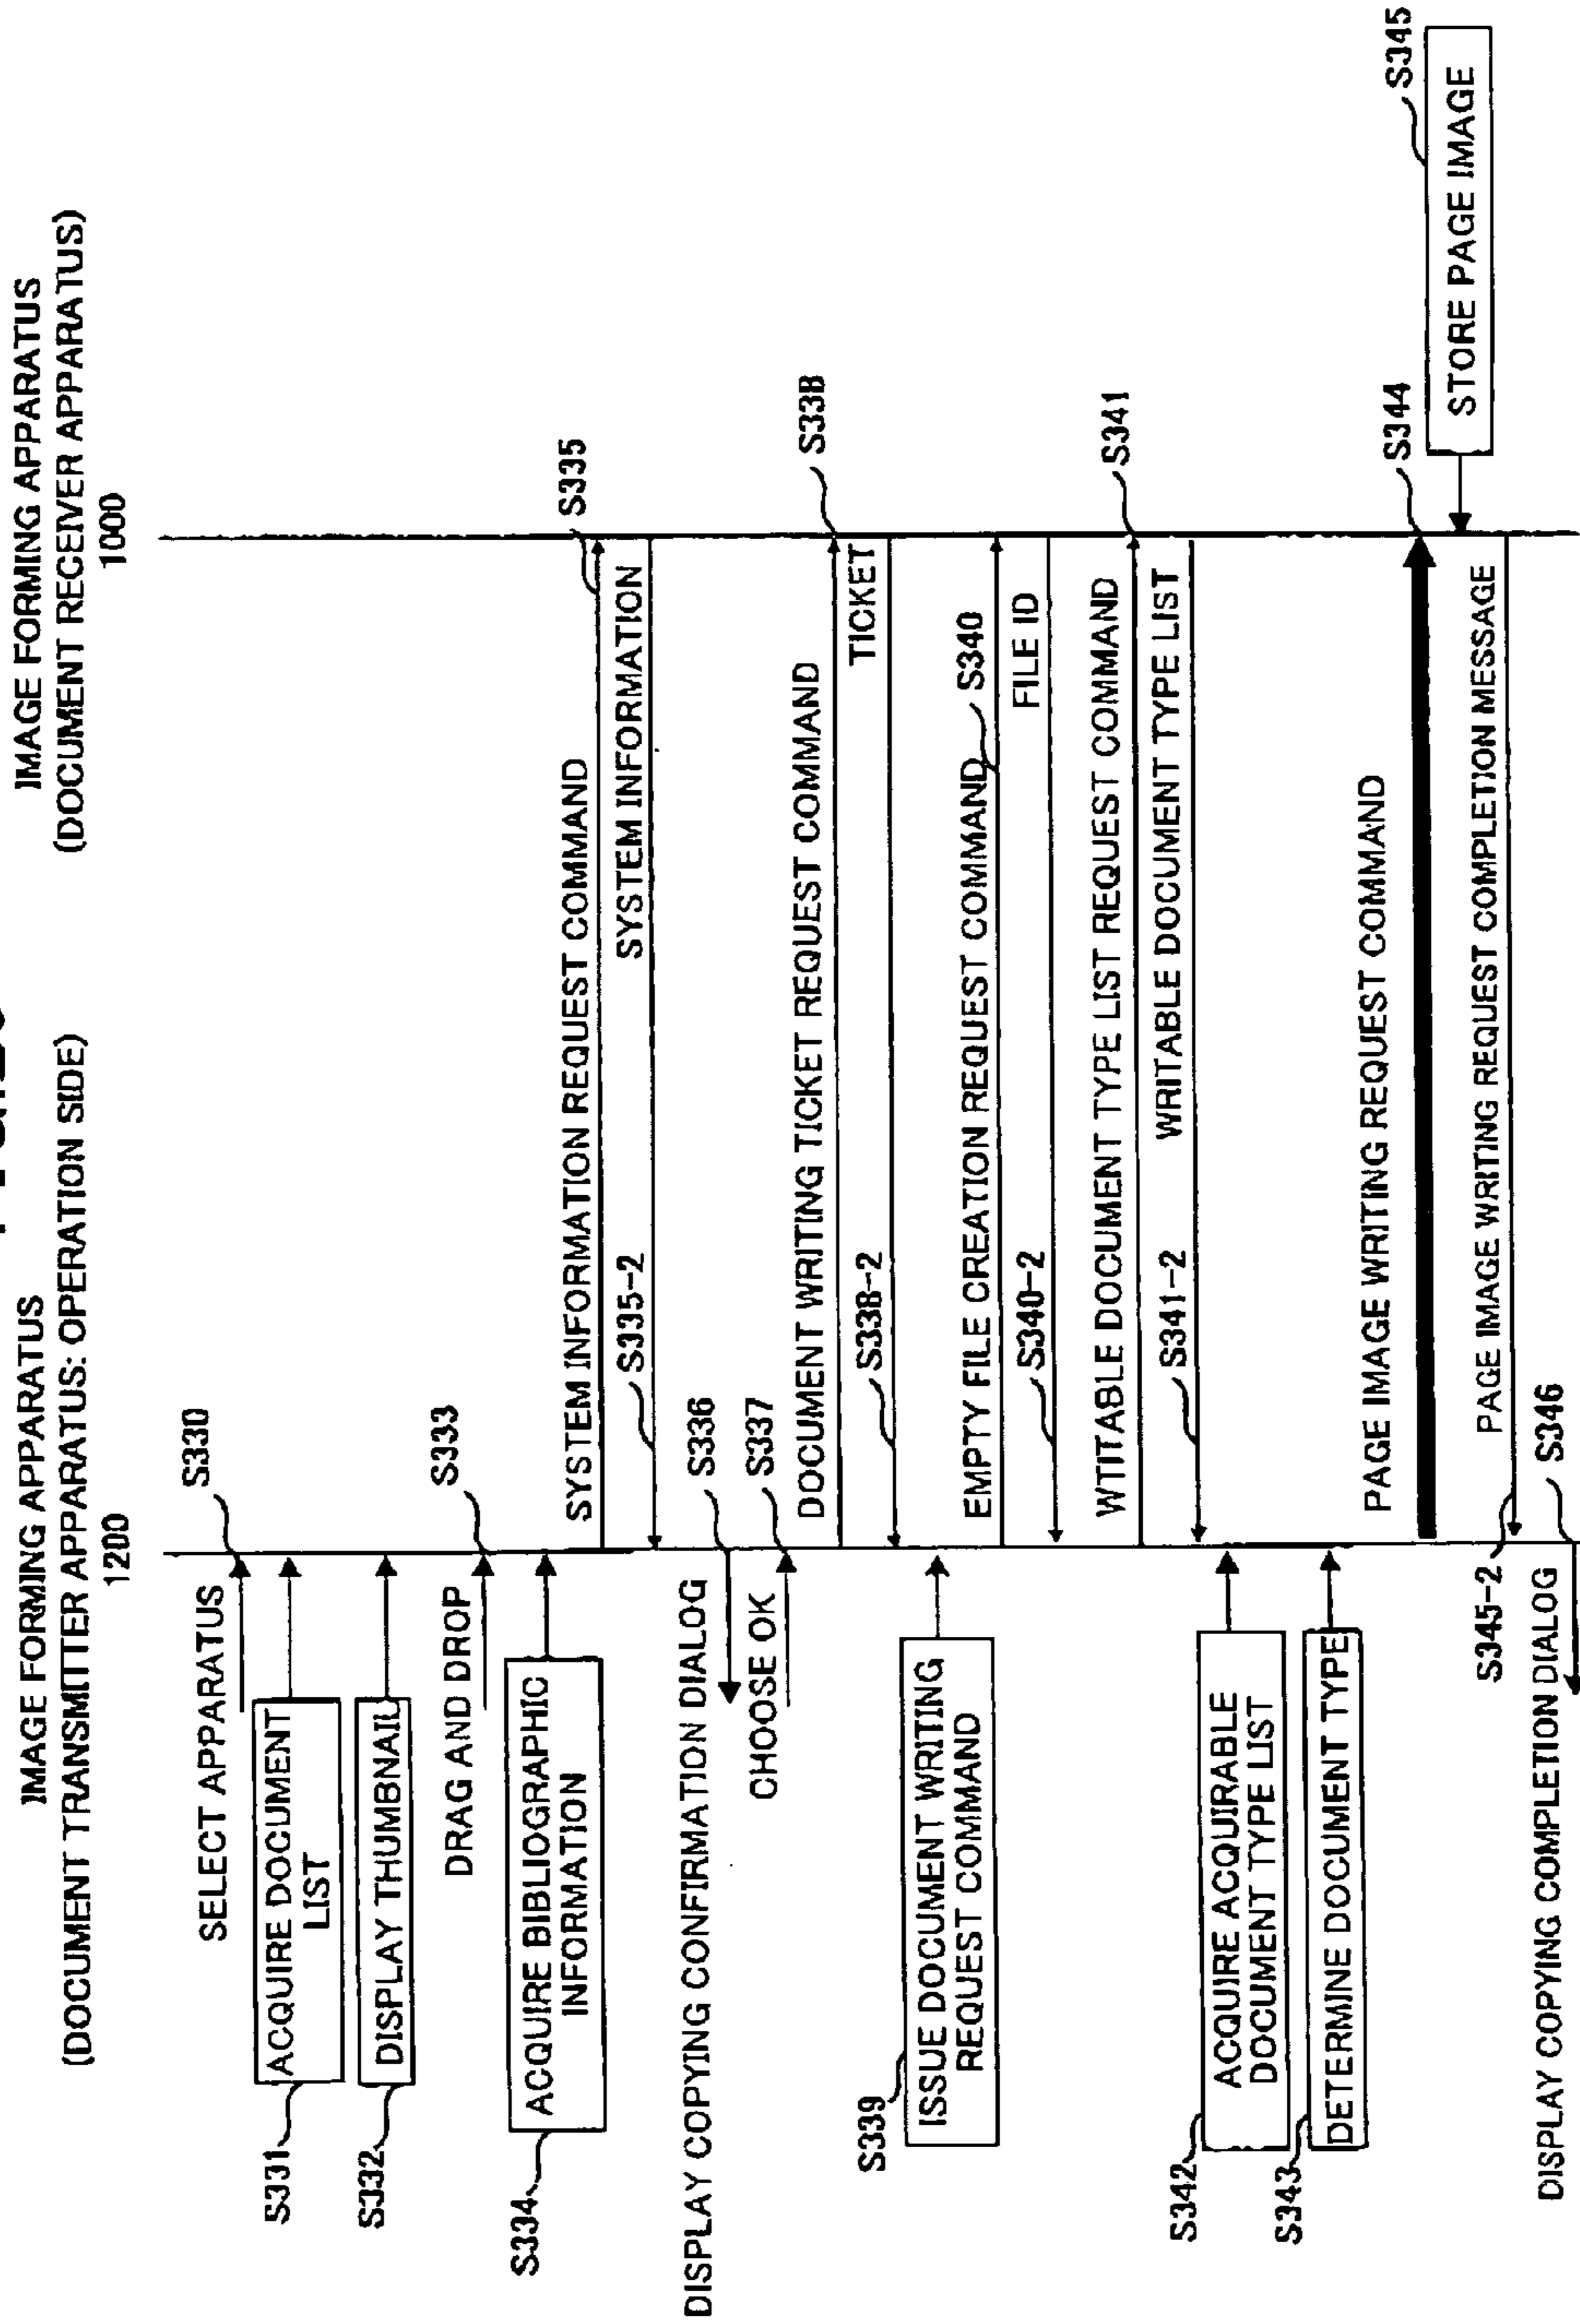 IMAGE FORMING APPARATUS
(DOCUMENT TRANSMITTER APPARATUS: OPERATION SIDE)
1200
IMAGE FORMING APPARATUS
(DOCUMENT RECEIVER APPARATUS)
1000
SELECT APPARATUS
S330
S331
ACQUIRE DOCUMENT
LIST
S332
DISPLAY THUMBNAIL
DRAG AND DROP
S333
S334
ACQUIRE BIBLIOGRAPHIC
INFORMATION
SYSTEM INFORMATION REQUEST COMMAND
S335
S335-2
SYSTEM INFORMATION
DISPLAY COPYING CONFIRMATION DIALOG
S336
CHOOSE OK
S337
DOCUMENT WRITING TICKET REQUEST COMMAND
S338
S338-2
TICKET
S339
ISSUE DOCUMENT WRITING
REQUEST COMMAND
EMPTY FILE CREATION REQUEST COMMAND
S340
S340-2
FILE ID
WTITABLE DOCUMENT TYPE LIST REQUEST COMMAND
S341
S341-2
WRITABLE DOCUMENT TYPE LIST
S342
ACQUIRE ACQUIRABLE
DOCUMENT TYPE LIST
S343
DETERMINE DOCUMENT TYPE
PAGE IMAGE WRITING REQUEST COMMAND
S344
S345
STORE PAGE IMAGE
S345-2
PAGE IMAGE WRITING REQUEST COMPLETION MESSAGE
DISPLAY COPYING COMPLETION DIALOG
S346